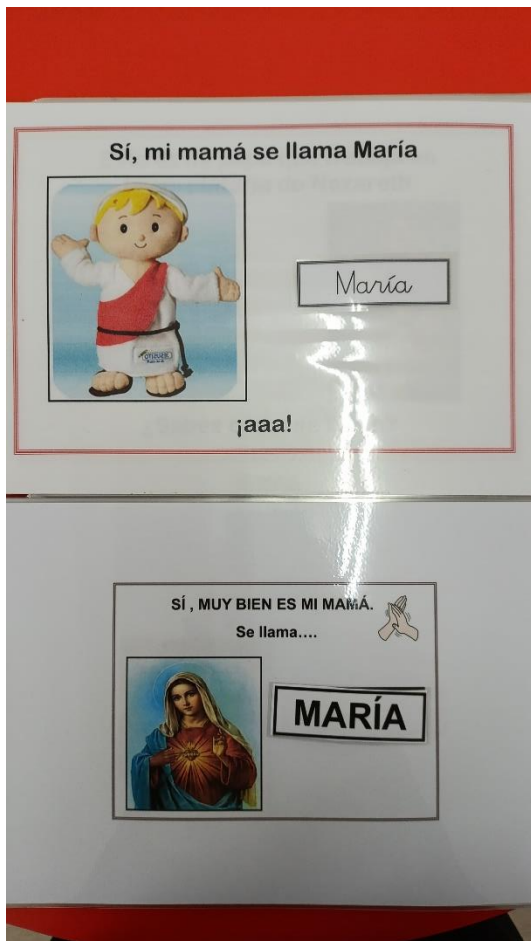 Sí, mi mamá se llama María
María
¡aaa!
SÍ , MUY BIEN ES MI MAMÁ.
Se llama....
MARÍA